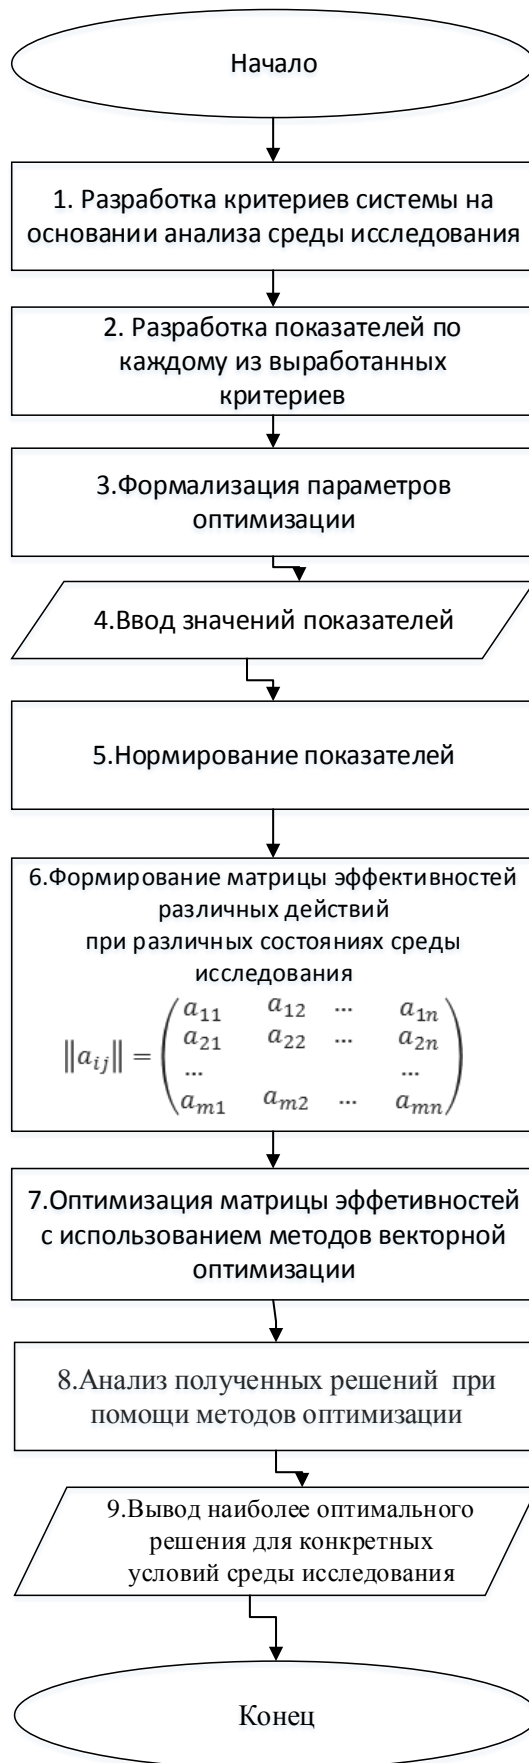 Начало
1. Разработка критериев системы на
основании анализа среды исследования
2. Разработка показателей по
каждому из выработанных
критериев
3.Формализация параметров
оптимизации
4.Ввод значений показателей
5.Нормирование показателей
6.Формирование матрицы эффективностей
различных действий
при различных состояниях среды
исследования
a₁₁ a₁₂ ... a₁ₙ
‖aᵢⱼ‖ = a₂₁ a₂₂ ... a₂ₙ
... ...
aₘ₁ aₘ₂ ... aₘₙ
7.Оптимизация матрицы эффетивностей
с использованием методов векторной
оптимизации
8.Анализ полученных решений при
помощи методов оптимизации
9.Вывод наиболее оптимального
решения для конкретных
условий среды исследования
Конец